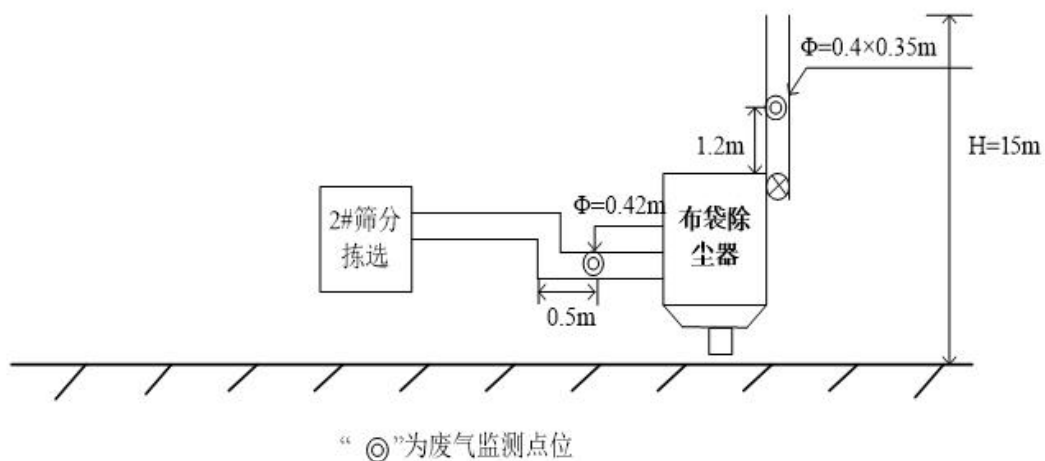 Φ=0.4×0.35m
1.2m
H=15m
2#筛分
拣选
Φ=0.42m
布袋除
尘器
0.5m
“ ◎”为废气监测点位